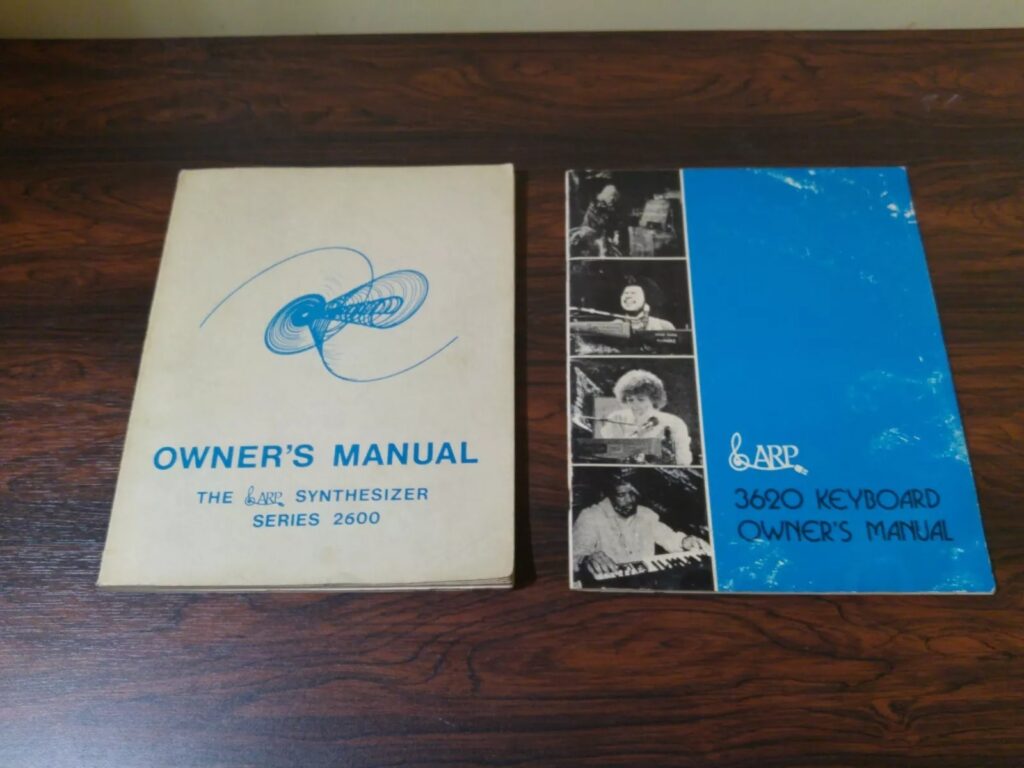 OWNER'S MANUAL
THE ARP SYNTHESIZER
SERIES 2600
ARP
3620 KEYBOARD
OWNER'S MANUAL